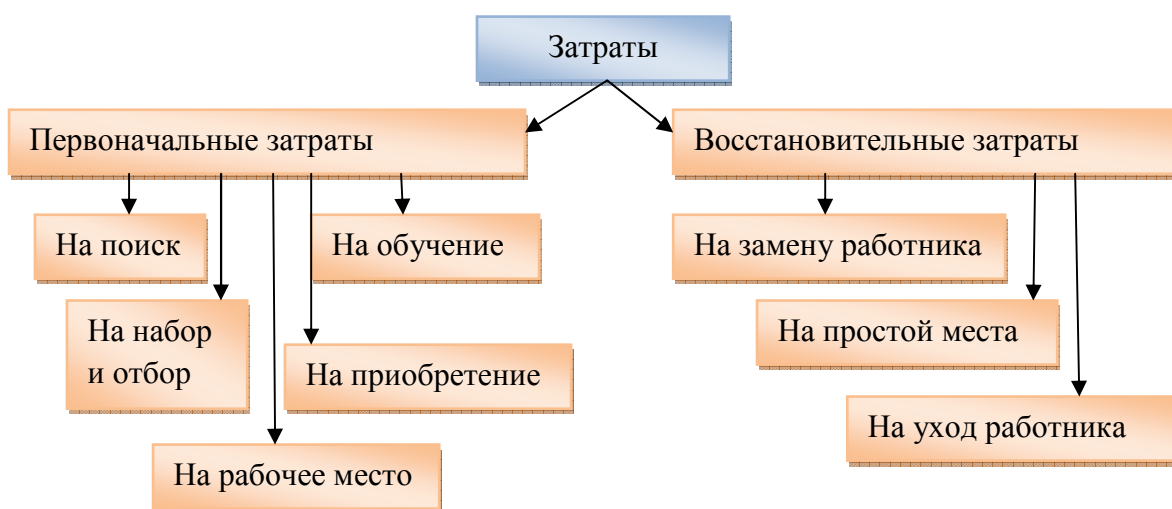 Затраты
Первоначальные затраты
Восстановительные затраты
На поиск
На обучение
На замену работника
На набор
и отбор
На приобретение
На простой места
На рабочее место
На уход работника